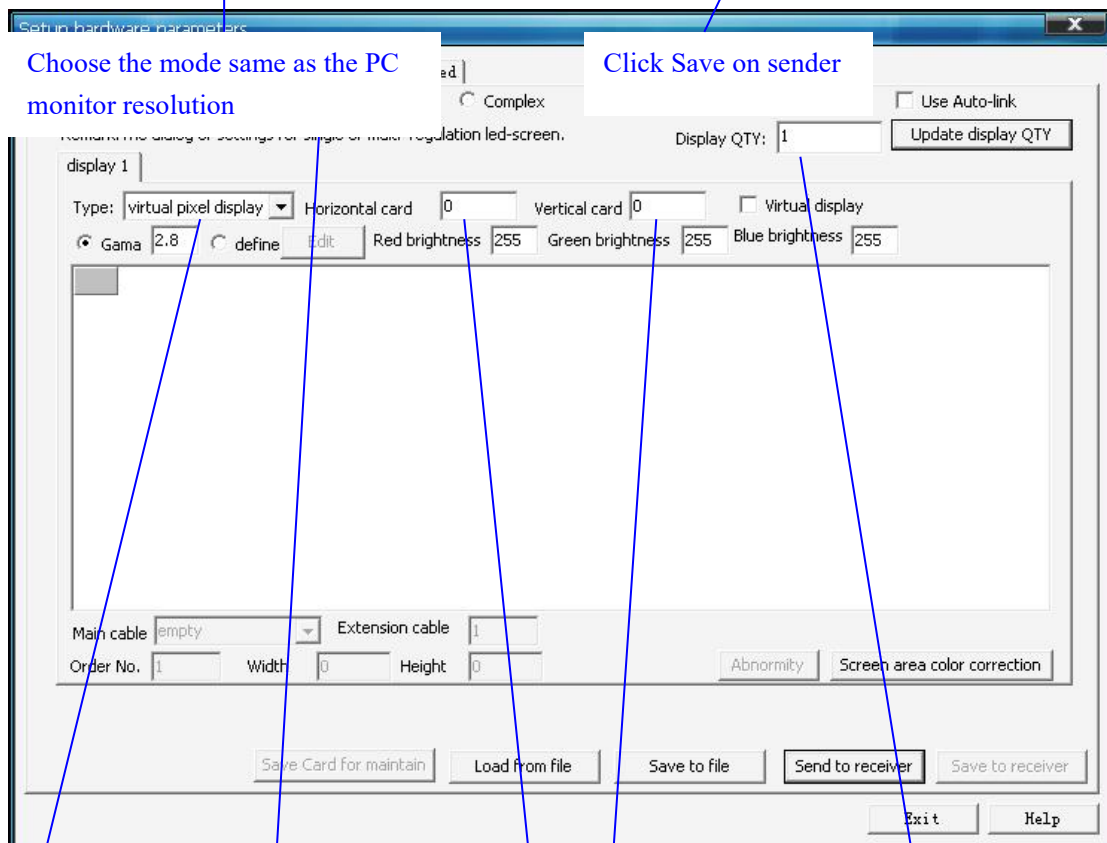 Setup hardware parameters
X
Choose the mode same as the PC
monitor resolution
Click Save on sender
ed
Complex
Use Auto-link
led-screen.
Display QTY: 1
Update display QTY
display 1
Type: virtual pixel display Horizontal card 0 Vertical card 0 Virtual display
Gama 2.8 define Edit Red brightness 255 Green brightness 255 Blue brightness 255
Main cable empty Extension cable 1
Order No. 1 Width 0 Height 0 Abnormity Screen area color correction
Save Card for maintain Load from file Save to file Send to receiver Save to receiver
Exit Help